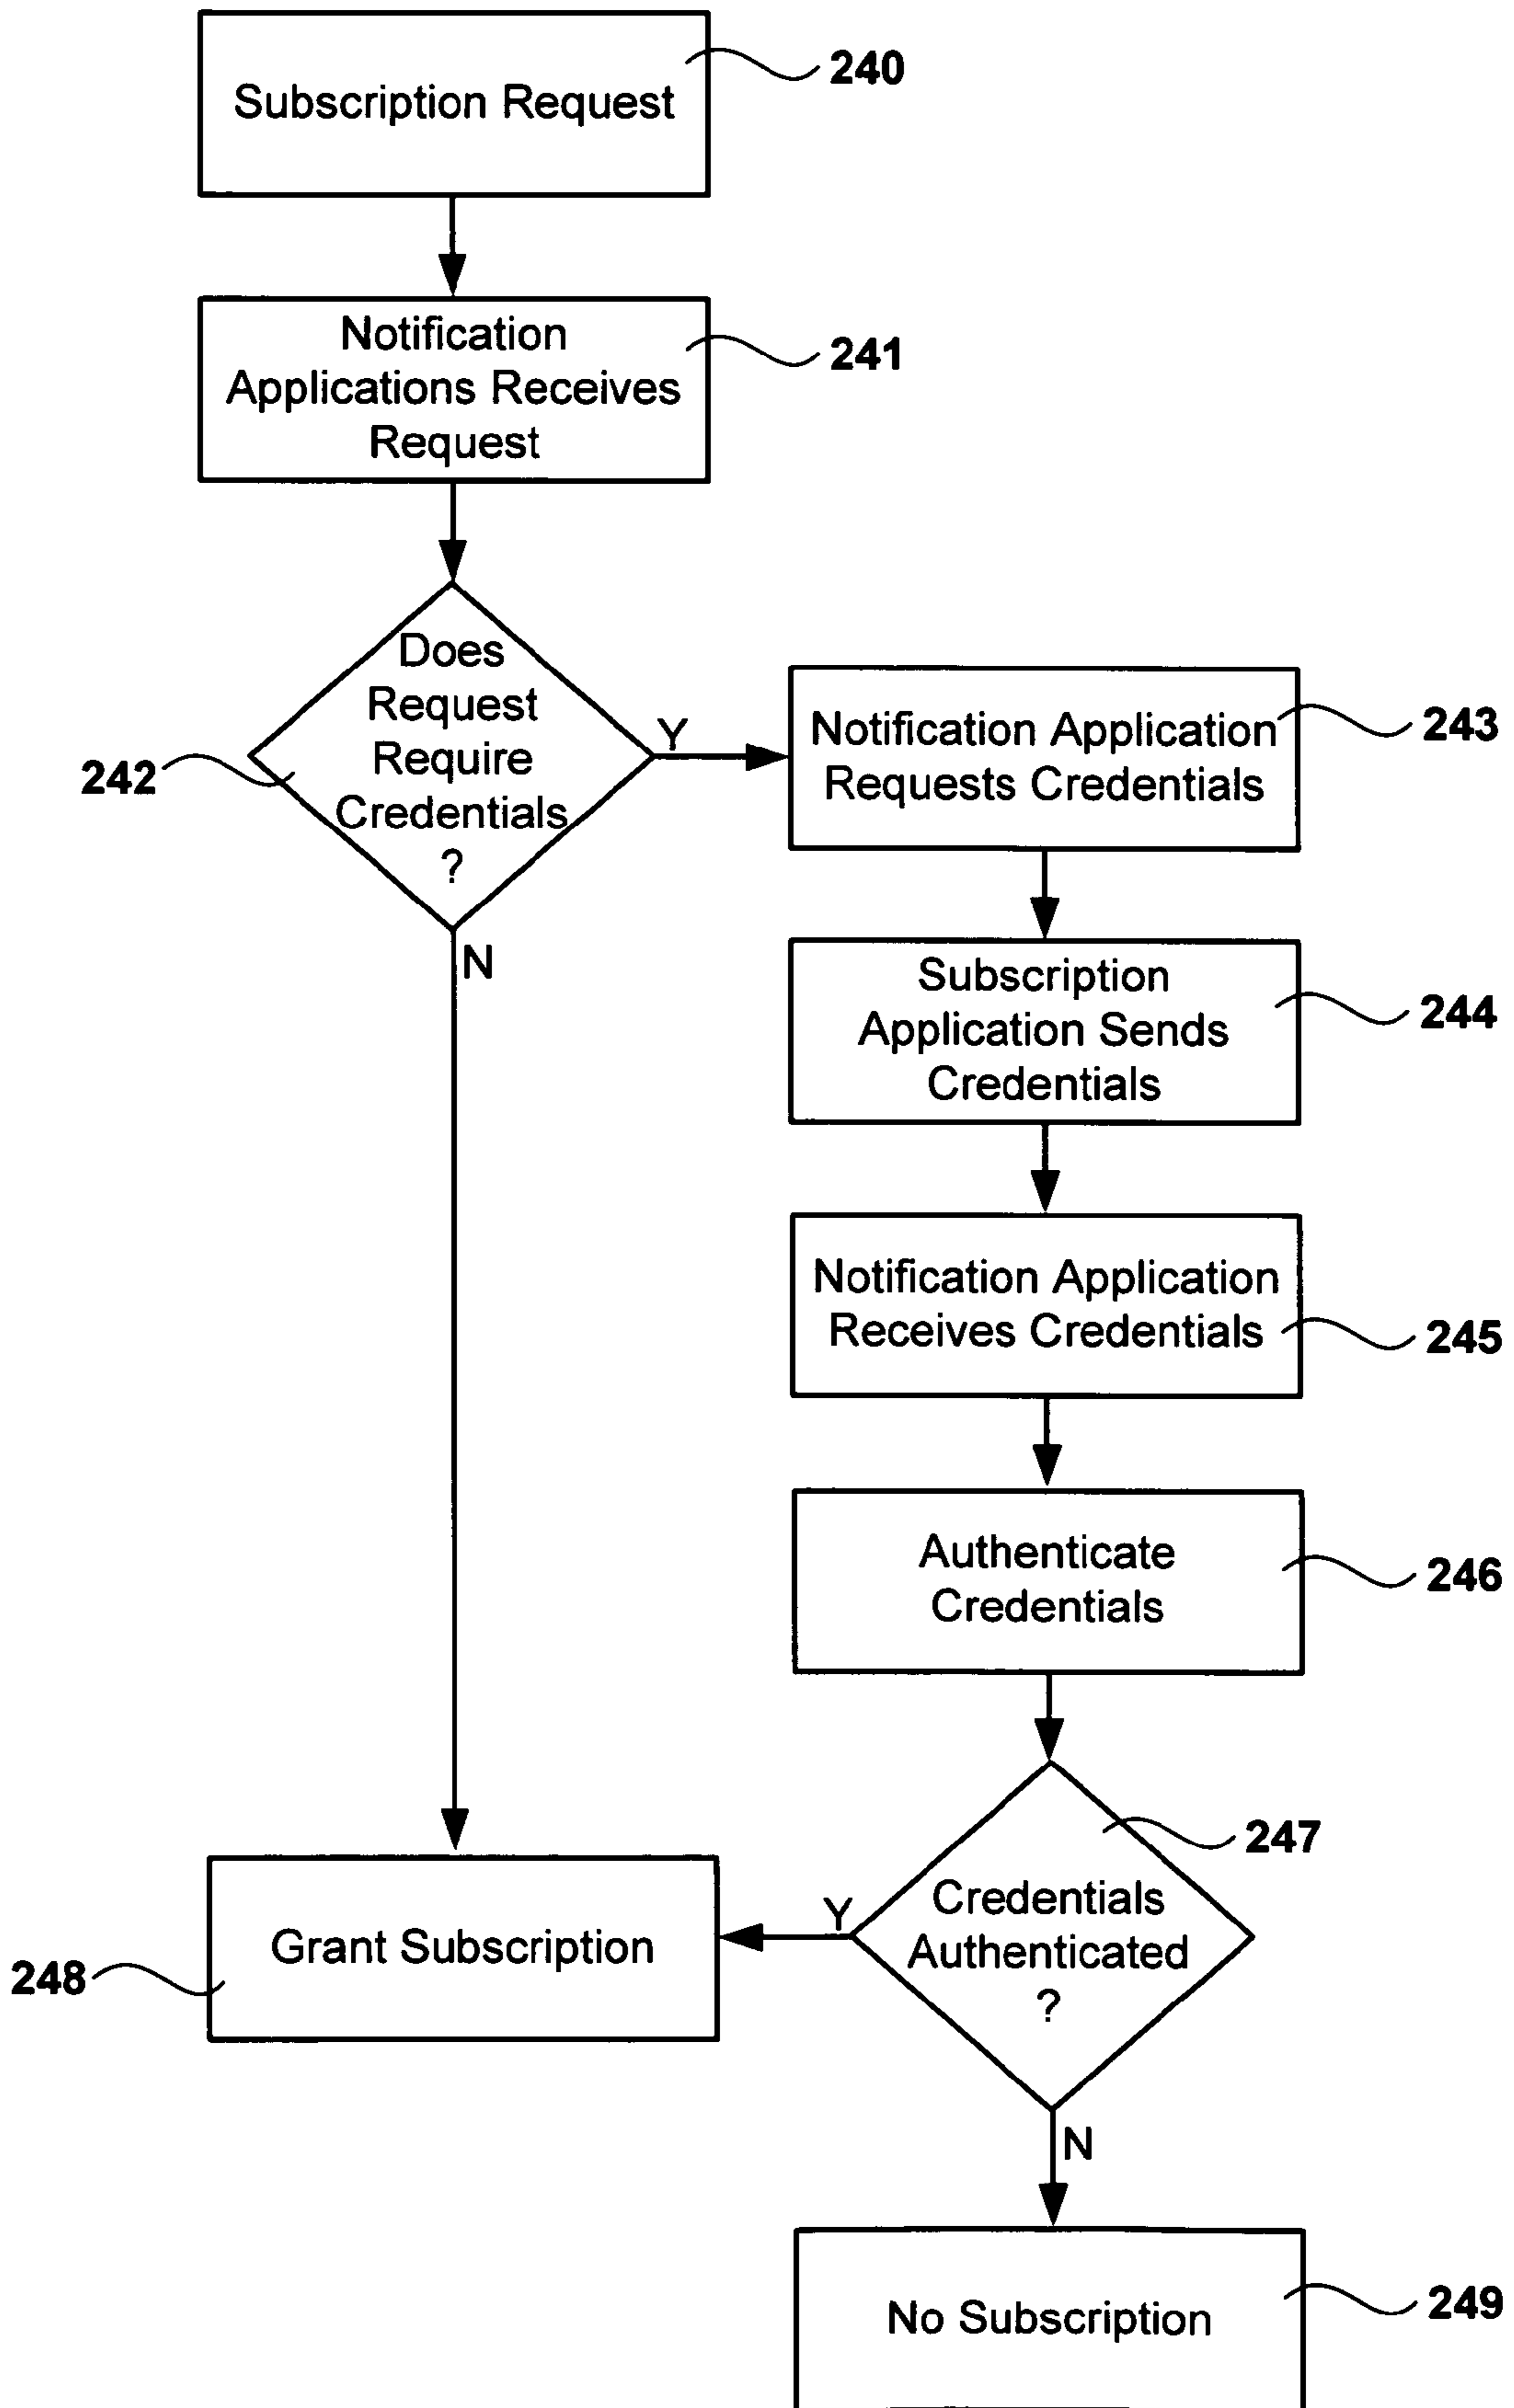 Subscription Request
240
Notification
Applications Receives
Request
241
Does
Request
Require
Credentials
?
242
Y
N
Notification Application
Requests Credentials
243
Subscription
Application Sends
Credentials
244
Notification Application
Receives Credentials
245
Authenticate
Credentials
246
247
Credentials
Authenticated
?
Y
N
Grant Subscription
248
No Subscription
249